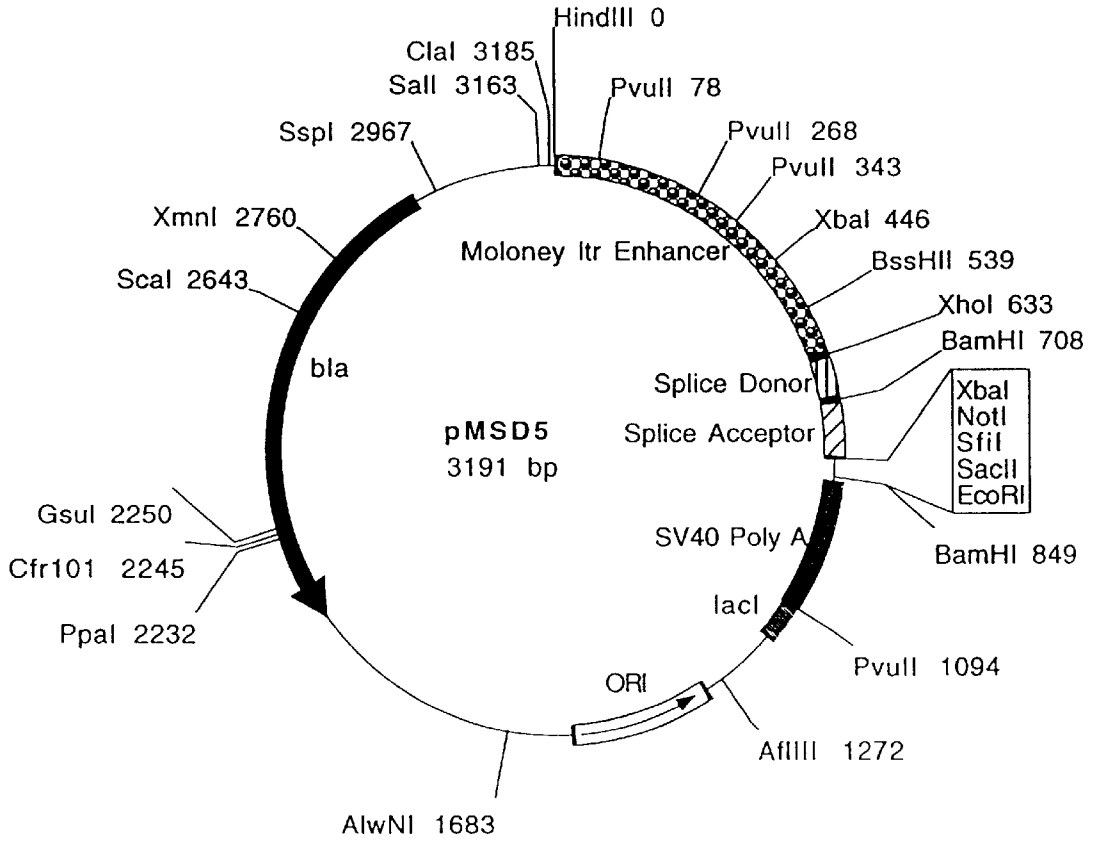 HindIII 0
ClaI 3185
SalI 3163
PvuII 78
SspI 2967
PvuII 268
PvuII 343
XmnI 2760
XbaI 446
Moloney ltr Enhancer
BssHII 539
ScaI 2643
XhoI 633
BamHI 708
bla
Splice Donor
XbaI
NotI
SfiI
SacII
EcoRI
pMSD5
3191 bp
Splice Acceptor
GsuI 2250
SV40 Poly A
BamHI 849
Cfr101 2245
lacI
PpaI 2232
PvuII 1094
ORI
AflIII 1272
AlwNI 1683